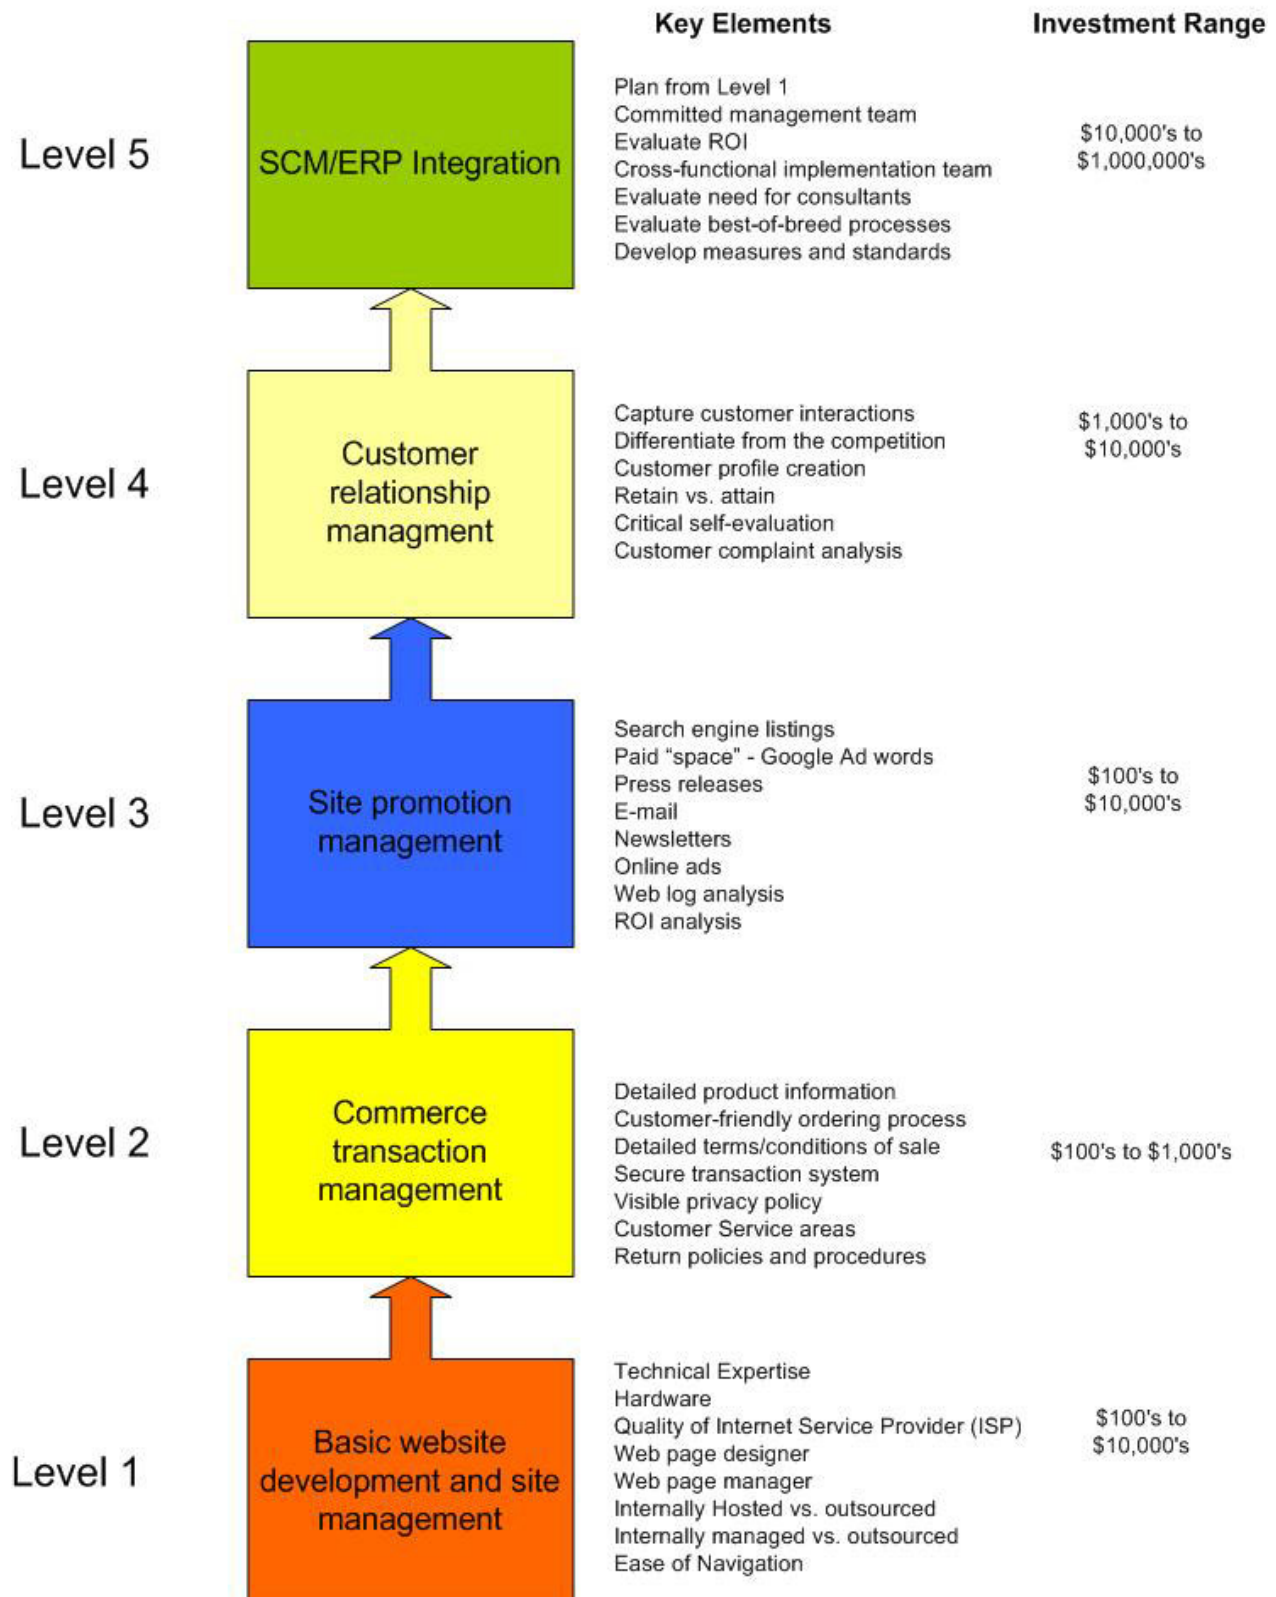 Key Elements
Investment Range
Level 5
SCM/ERP Integration
Plan from Level 1
Committed management team
Evaluate ROI
Cross-functional implementation team
Evaluate need for consultants
Evaluate best-of-breed processes
Develop measures and standards
$10,000's to
$1,000,000's
Level 4
Customer
relationship
managment
Capture customer interactions
Differentiate from the competition
Customer profile creation
Retain vs. attain
Critical self-evaluation
Customer complaint analysis
$1,000's to
$10,000's
Level 3
Site promotion
management
Search engine listings
Paid “space” - Google Ad words
Press releases
E-mail
Newsletters
Online ads
Web log analysis
ROI analysis
$100's to
$10,000's
Level 2
Commerce
transaction
management
Detailed product information
Customer-friendly ordering process
Detailed terms/conditions of sale
Secure transaction system
Visible privacy policy
Customer Service areas
Return policies and procedures
$100's to $1,000's
Level 1
Basic website
development and site
management
Technical Expertise
Hardware
Quality of Internet Service Provider (ISP)
Web page designer
Web page manager
Internally Hosted vs. outsourced
Internally managed vs. outsourced
Ease of Navigation
$100's to
$10,000's